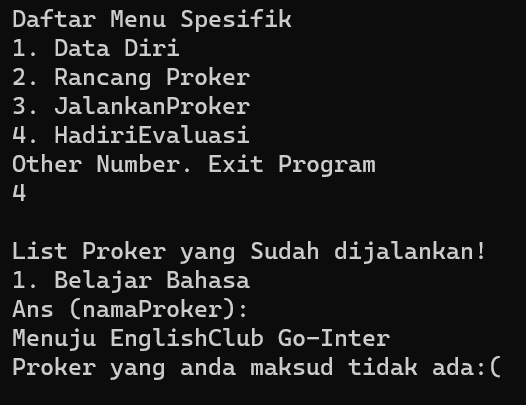 Daftar Menu Spesifik
1. Data Diri
2. Rancang Proker
3. JalankanProker
4. HadiriEvaluasi
Other Number. Exit Program
4
List Proker yang Sudah dijalankan!
1. Belajar Bahasa
Ans (namaProker):
Menuju EnglishClub Go-Inter
Proker yang anda maksud tidak ada:(